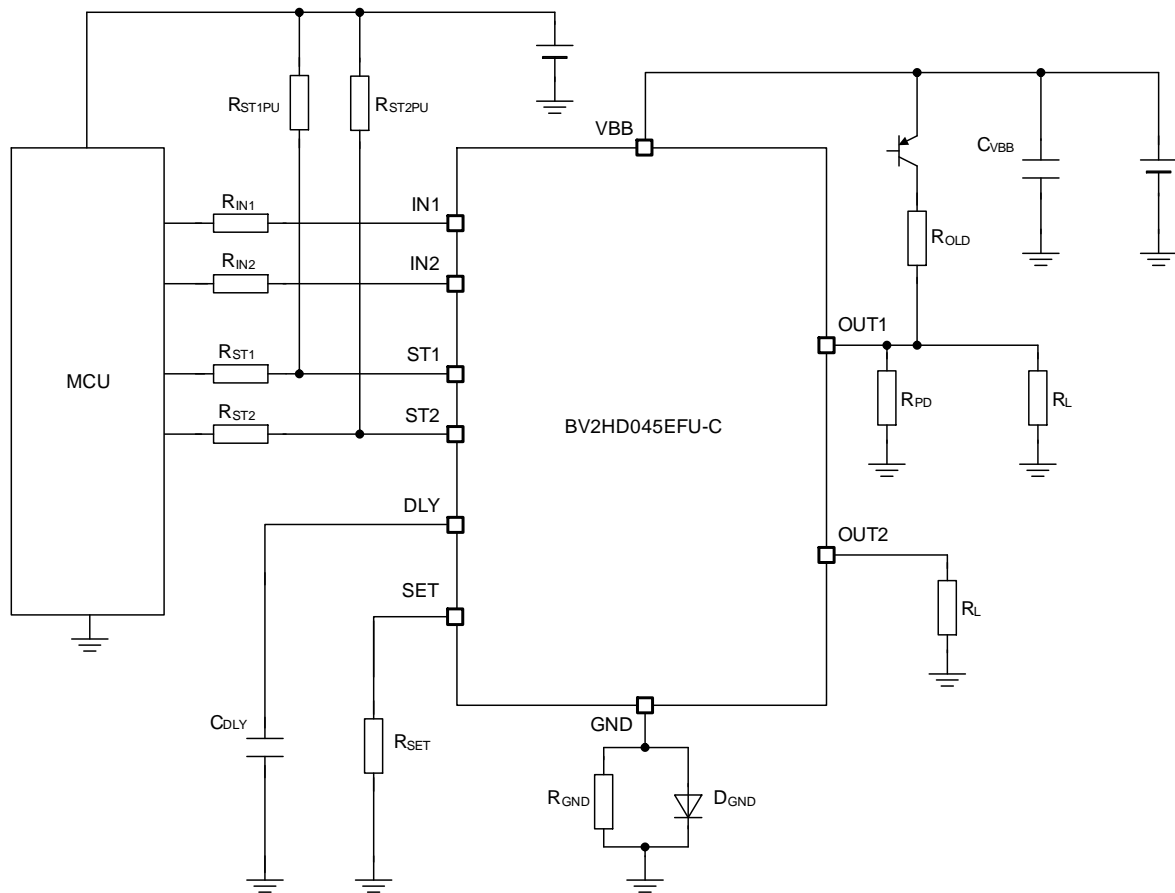 RST1PU
RST2PU
VBB
CVBB
RIN1
IN1
ROLD
RIN2
IN2
OUT1
RST1
ST1
MCU
RPD
RL
RST2
ST2
BV2HD045EFU-C
DLY
OUT2
SET
RL
GND
CDLY
RSET
RGND
DGND